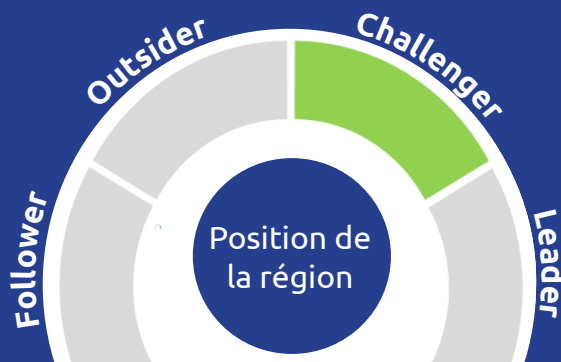 Outsider
Challenger
Follower
Leader
Position de
la région